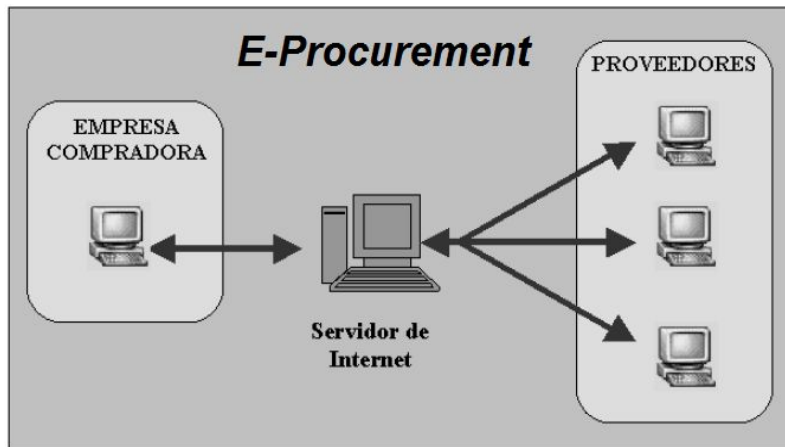 E-Procurement
EMPRESA
COMPRADORA
Servidor de
Internet
PROVEEDORES